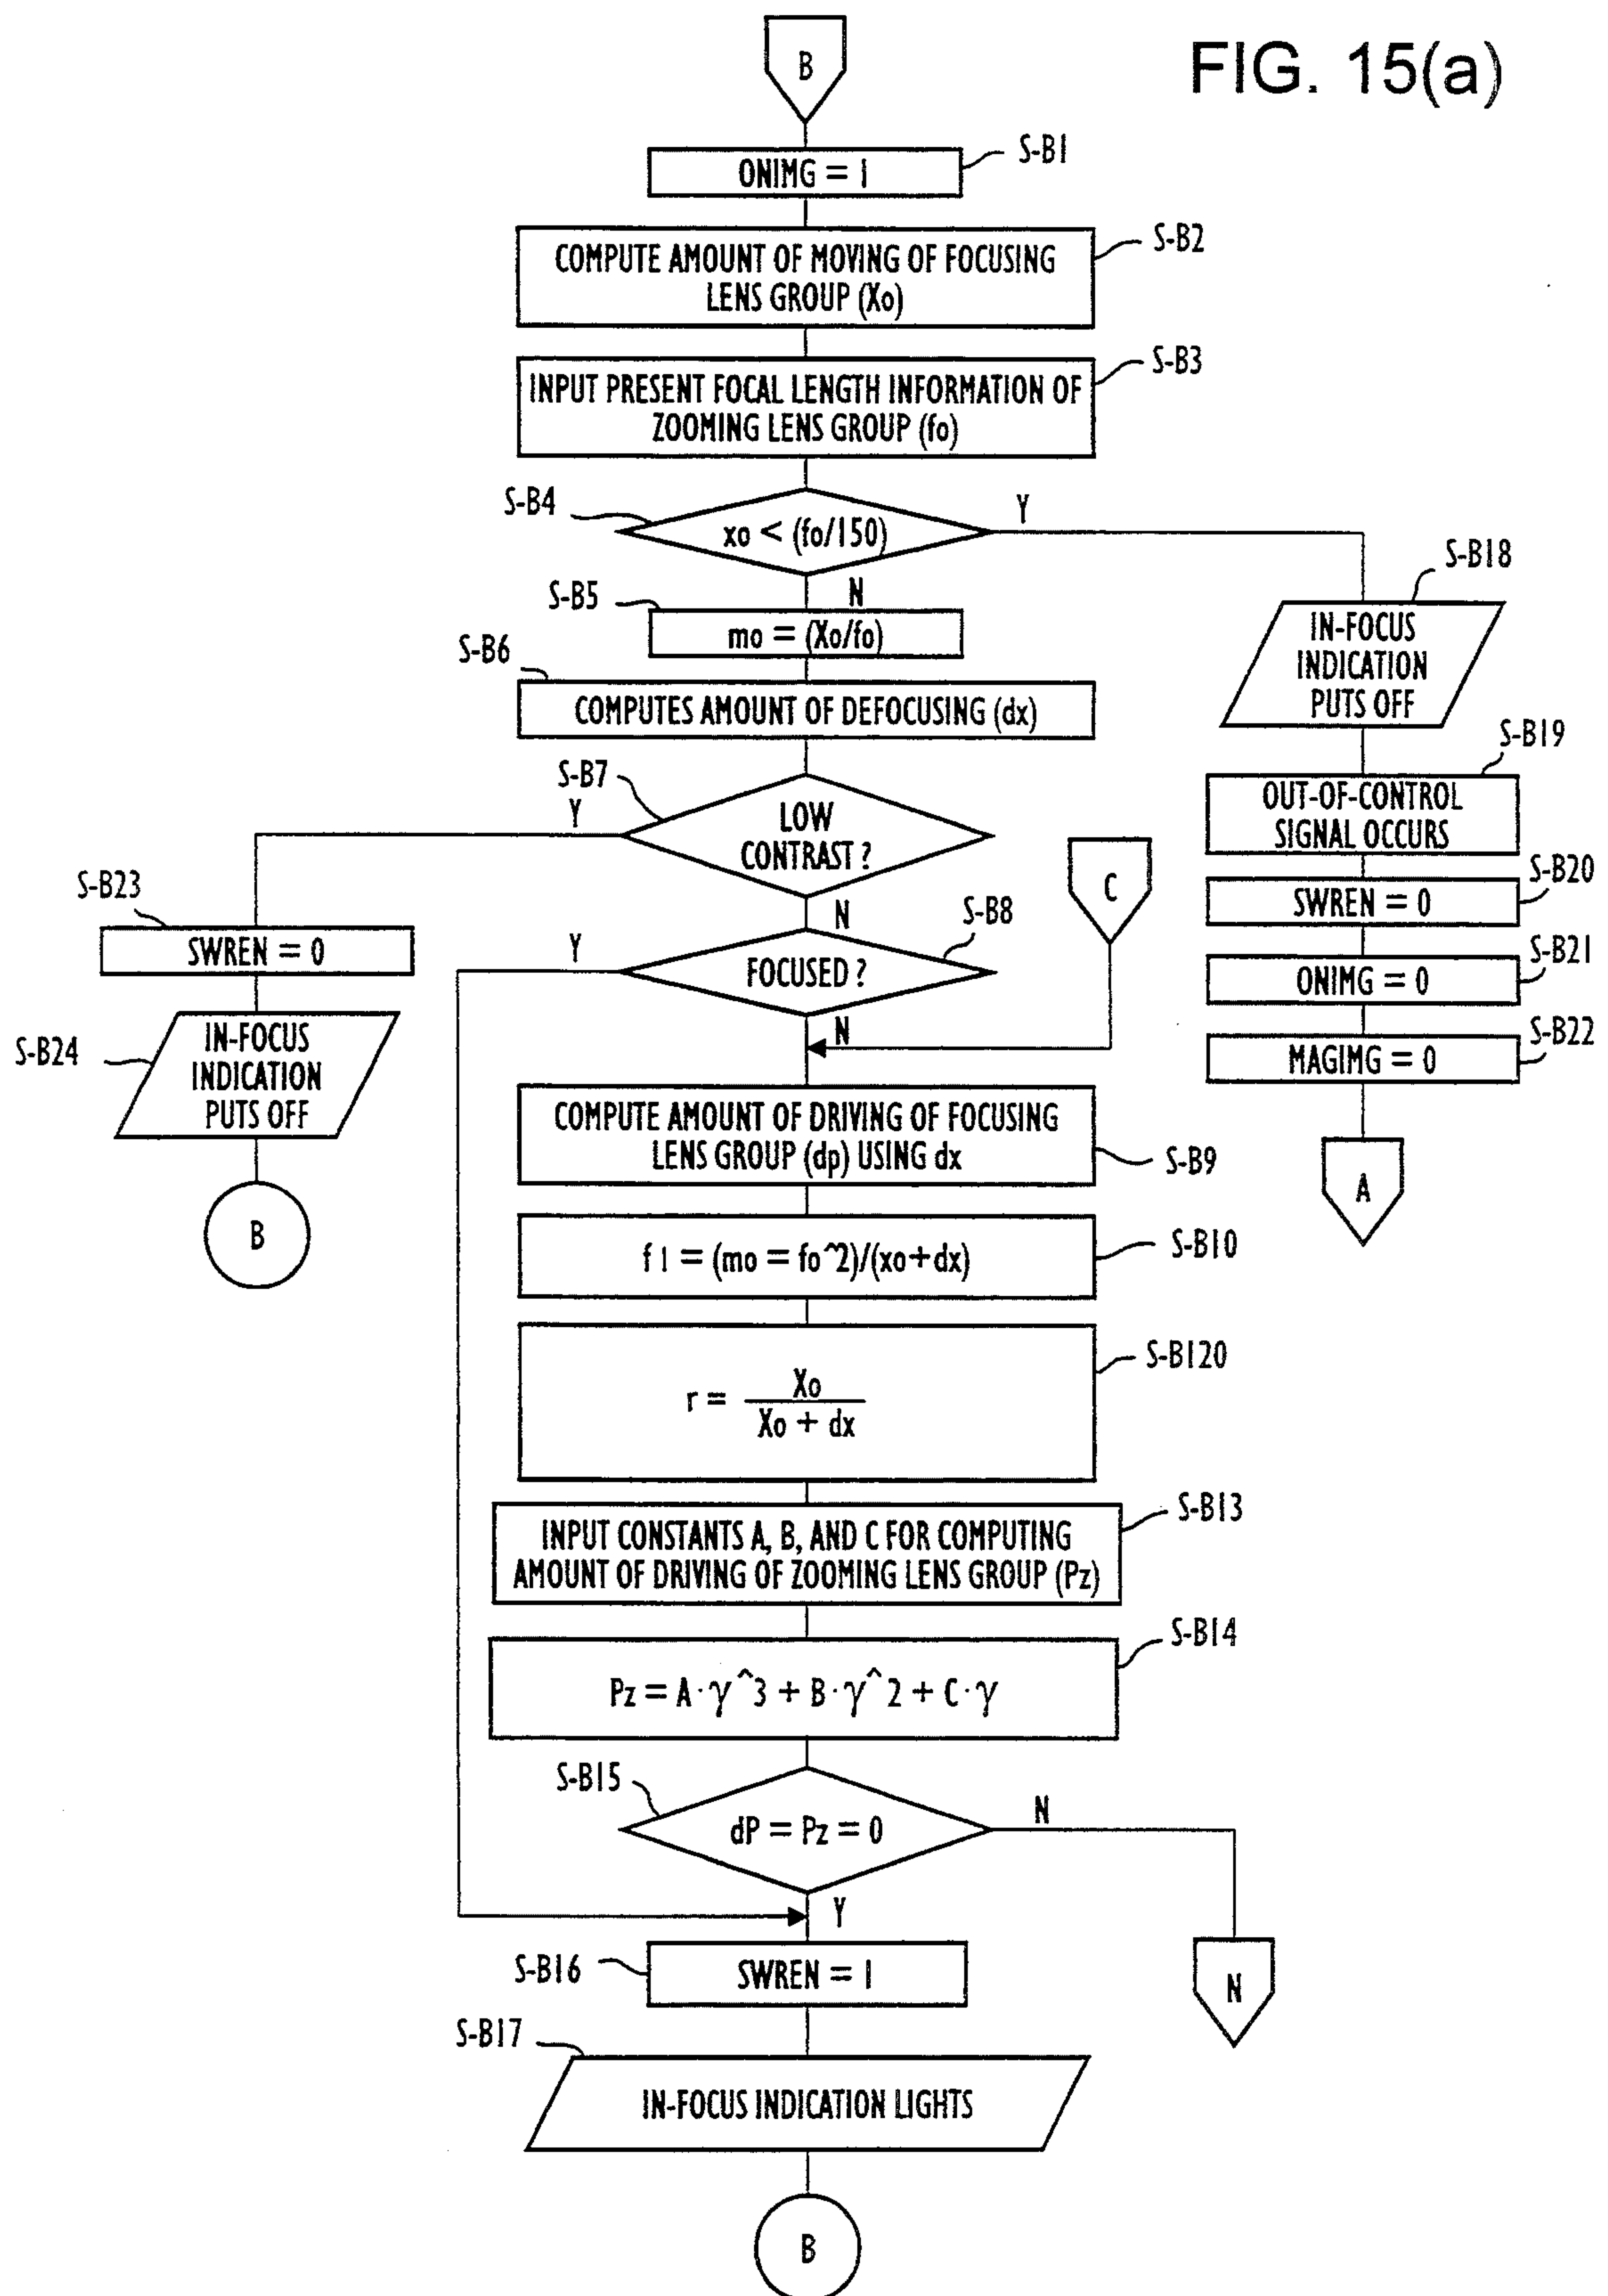 FIG. 15(a)
B
S-B1
ONIMG = 1
S-B2
COMPUTE AMOUNT OF MOVING OF FOCUSING
LENS GROUP (Xo)
S-B3
INPUT PRESENT FOCAL LENGTH INFORMATION OF
ZOOMING LENS GROUP (fo)
S-B4
xo < (fo/150)
Y
N
S-B5
mo = (Xo/fo)
S-B6
COMPUTES AMOUNT OF DEFOCUSING (dx)
S-B7
LOW
CONTRAST ?
Y
N
S-B8
FOCUSED ?
Y
N
C
S-B9
COMPUTE AMOUNT OF DRIVING OF FOCUSING
LENS GROUP (dp) USING dx
S-B10
f1 = (mo = fo^2)/(xo+dx)
S-B120
r = Xo
Xo + dx
S-B13
INPUT CONSTANTS A, B, AND C FOR COMPUTING
AMOUNT OF DRIVING OF ZOOMING LENS GROUP (Pz)
S-B14
Pz = A·γ^3 + B·γ^2 + C·γ
S-B15
dP = Pz = 0
N
N
Y
S-B16
SWREN = 1
S-B17
IN-FOCUS INDICATION LIGHTS
B
S-B18
IN-FOCUS
INDICATION
PUTS OFF
S-B19
OUT-OF-CONTROL
SIGNAL OCCURS
S-B20
SWREN = 0
S-B21
ONIMG = 0
S-B22
MAGIMG = 0
A
S-B23
SWREN = 0
S-B24
IN-FOCUS
INDICATION
PUTS OFF
B